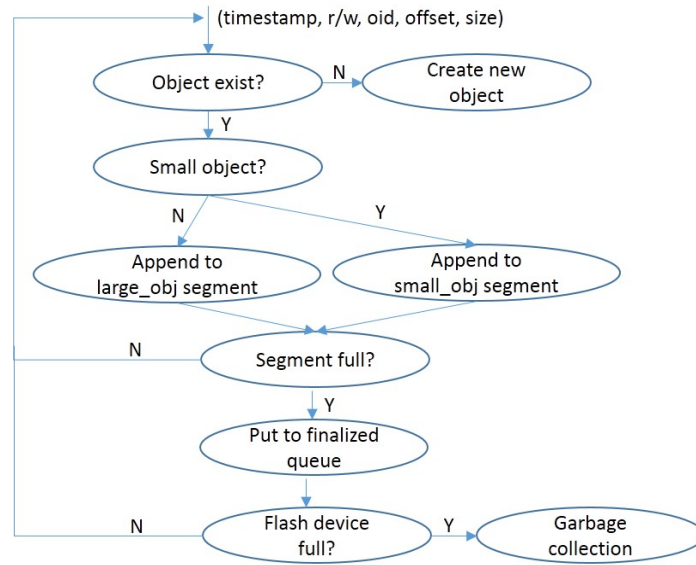 (timestamp, r/w, oid, offset, size)
Object exist?
N
Create new
object
Y
Small object?
N
Y
Append to
large_obj segment
Append to
small_obj segment
N
Segment full?
Y
Put to finalized
queue
N
Flash device
full?
Y
Garbage
collection